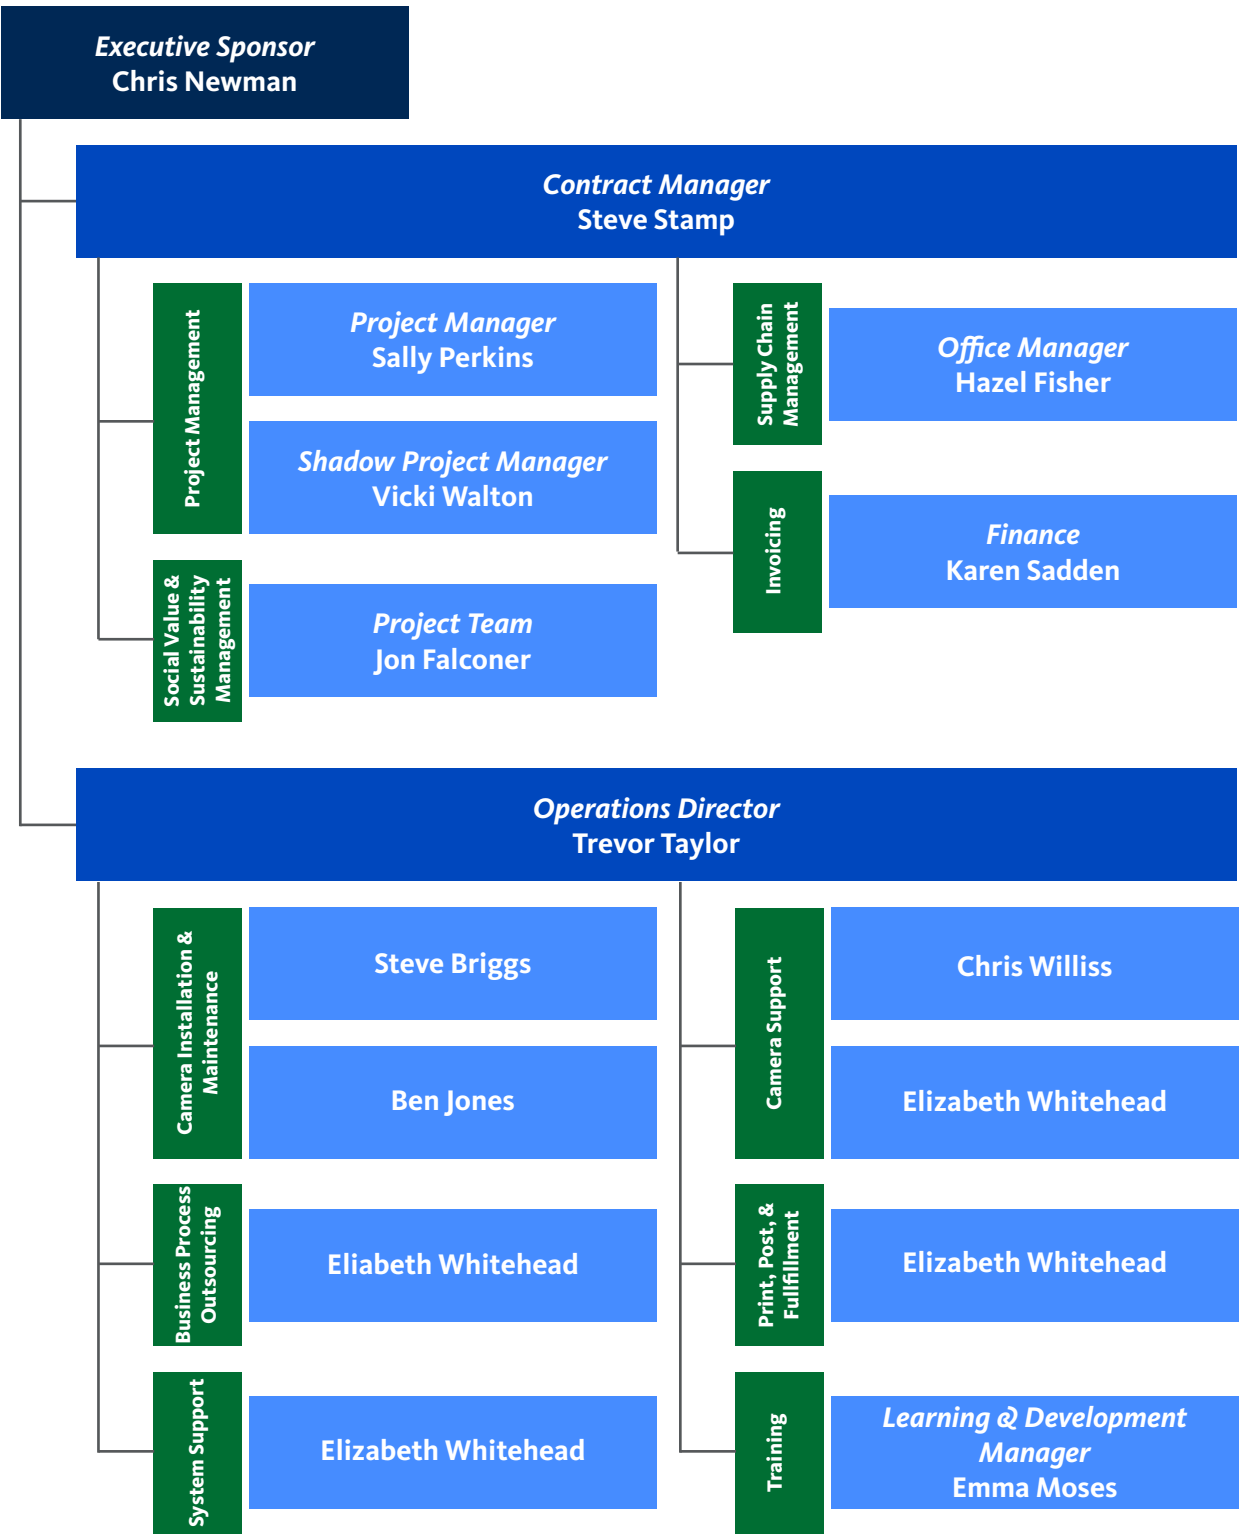 Executive Sponsor
Chris Newman
Contract Manager
Steve Stamp
Project Management
Project Manager
Sally Perkins
Shadow Project Manager
Vicki Walton
Social Value &
Sustainability
Management
Project Team
Jon Falconer
Supply Chain
Management
Office Manager
Hazel Fisher
Invoicing
Finance
Karen Sadden
Operations Director
Trevor Taylor
Camera Installation &
Maintenance
Steve Briggs
Ben Jones
Business Process
Outsourcing
Eliabeth Whitehead
System Support
Elizabeth Whitehead
Camera Support
Chris Williss
Elizabeth Whitehead
Print, Post, &
Fullfillment
Elizabeth Whitehead
Training
Learning & Development
Manager
Emma Moses